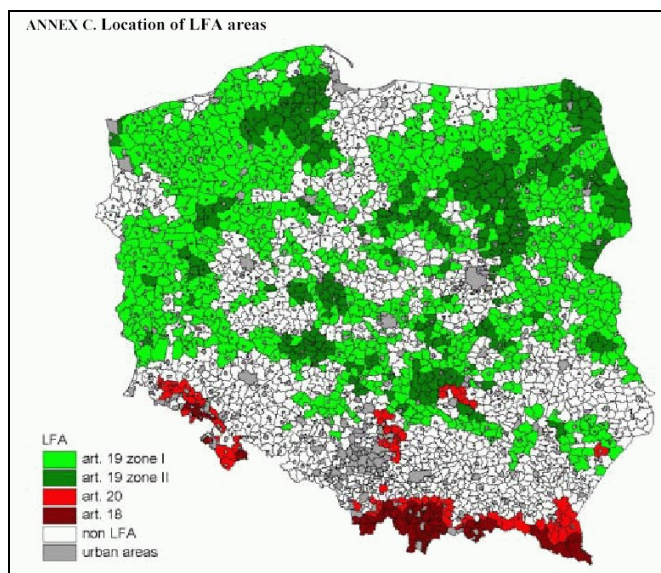 ANNEX C. Location of LFA areas
LFA
art. 19 zone I
art. 19 zone II
art. 20
art. 18
non LFA
urban areas